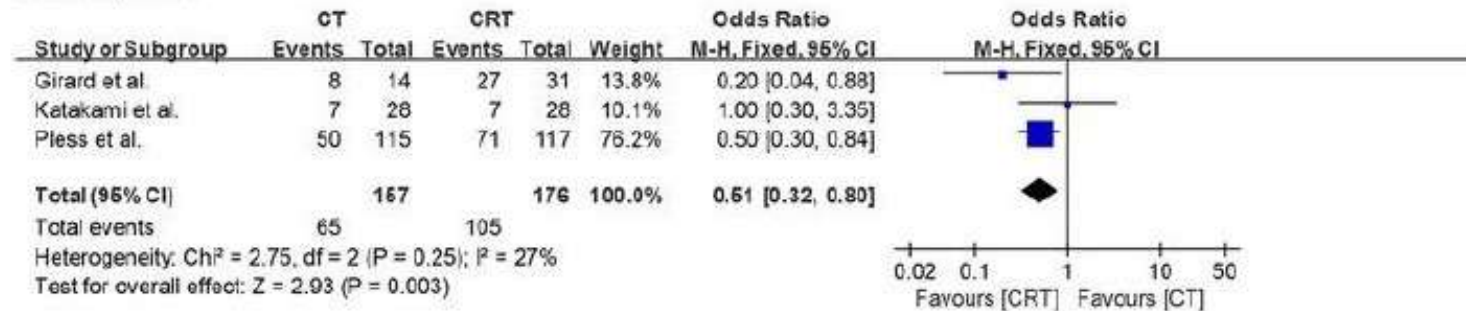 CT CRT Odds Ratio Odds Ratio
Study or Subgroup Events Total Events Total Weight M-H, Fixed, 95% CI M-H, Fixed, 95% CI
Girard et al. 8 14 27 31 13.8% 0.20 [0.04, 0.88]
Katakami et al. 7 28 7 28 10.1% 1.00 [0.30, 3.35]
Pless et al. 50 115 71 117 76.2% 0.50 [0.30, 0.84]
Total (95% CI) 157 176 100.0% 0.51 [0.32, 0.80]
Total events 65 105
Heterogeneity: Chi² = 2.75, df = 2 (P = 0.25); I² = 27%
Test for overall effect: Z = 2.93 (P = 0.003)
0.02 0.1 1 10 50
Favours [CRT] Favours [CT]